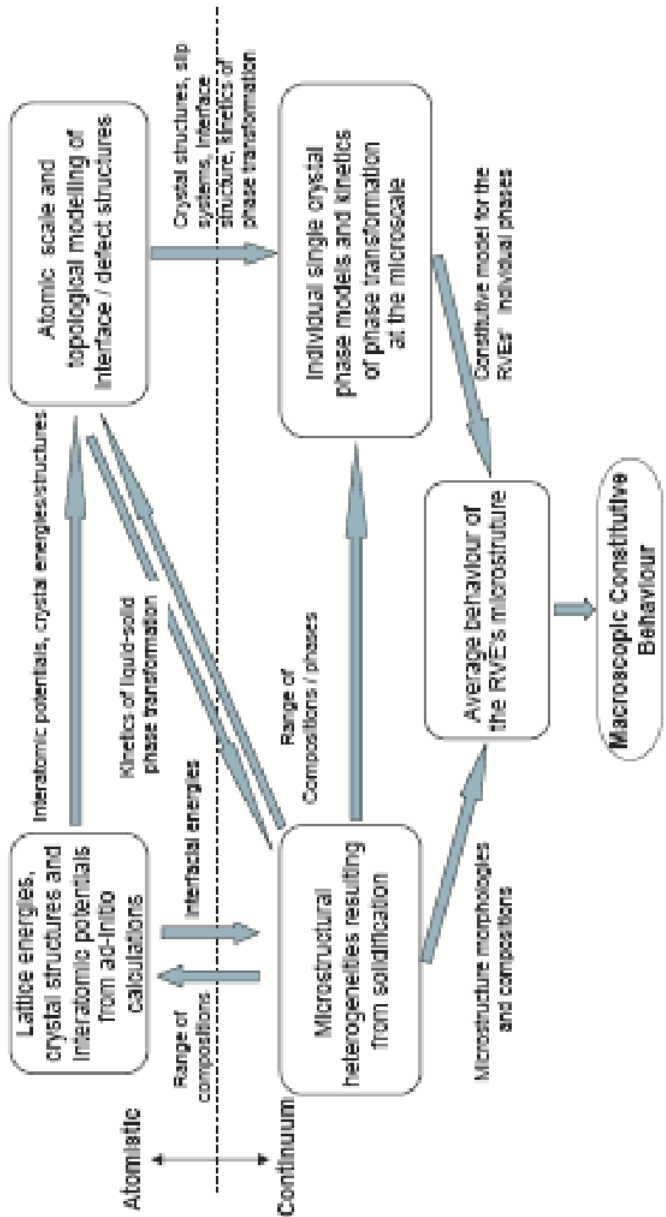 Atomistic
Continuum
Lattice energies,
crystal structures and
Interatomic potentials
from ad-initio
calculations
Interatomic potentials, crystal energies/structures
Atomic scale and
topological modelling of
Interface / defect structures
Range of
compositions
Interfacial energies
Kinetics of liquid-solid
phase transformation
Crystal structures, slip
systems, Interface
structure, kinetics of
phase transformation
Microstructural
heterogeneities resulting
from solidification
Range of
Compositions / phases
Individual single crystal
phase models and kinetics
of phase transformation
at the microscale
Microstructure morphologies
and compositions
Constitutive model for the
RVEs' Individual phases
Average behaviour of
the RVE's microstruture
Macroscopic Constitutive
Behaviour